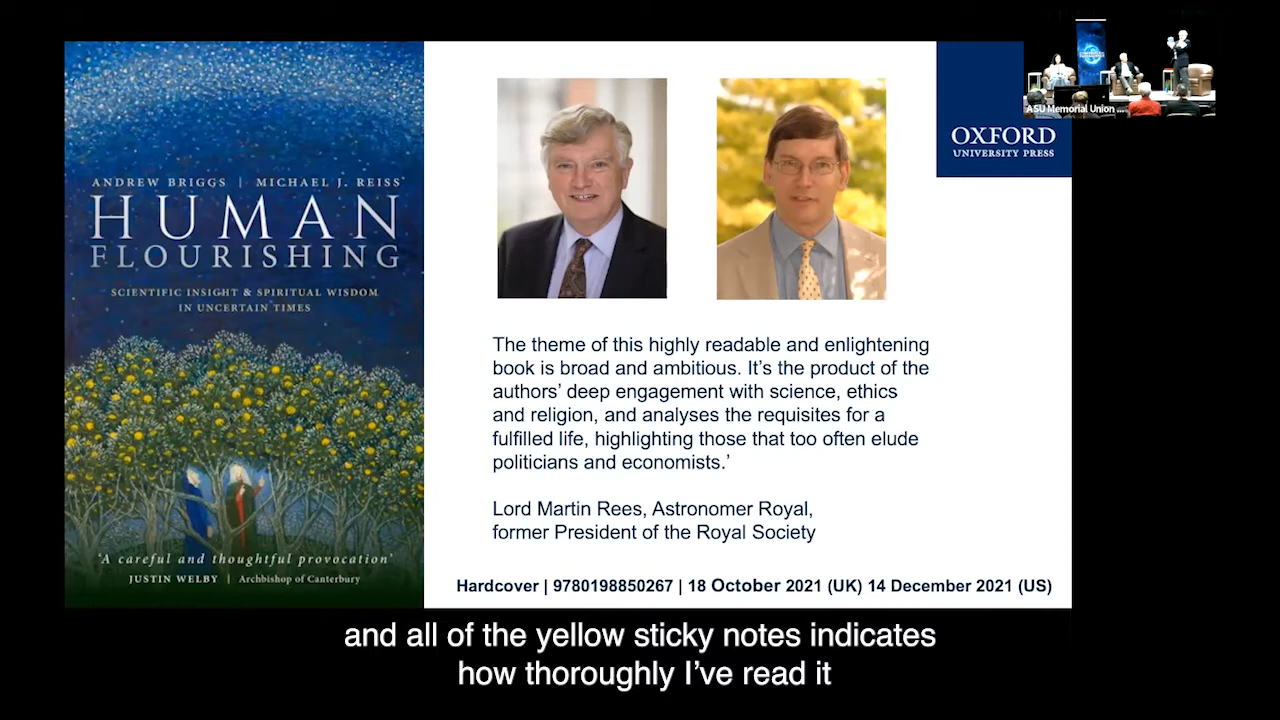 ANDREW BRIGGS | MICHAEL J. REISS
HUMAN
FLOURISHING
SCIENTIFIC INSIGHT & SPIRITUAL WISDOM
IN UNCERTAIN TIMES
'A careful and thoughtful provocation'
JUSTIN WELBY | Archbishop of Canterbury
OXFORD
UNIVERSITY PRESS
ASU Memorial Union ...
The theme of this highly readable and enlightening
book is broad and ambitious. It's the product of the
authors' deep engagement with science, ethics
and religion, and analyses the requisites for a
fulfilled life, highlighting those that too often elude
politicians and economists.'
Lord Martin Rees, Astronomer Royal,
former President of the Royal Society
Hardcover | 9780198850267 | 18 October 2021 (UK) 14 December 2021 (US)
and all of the yellow sticky notes indicates
how thoroughly I've read it